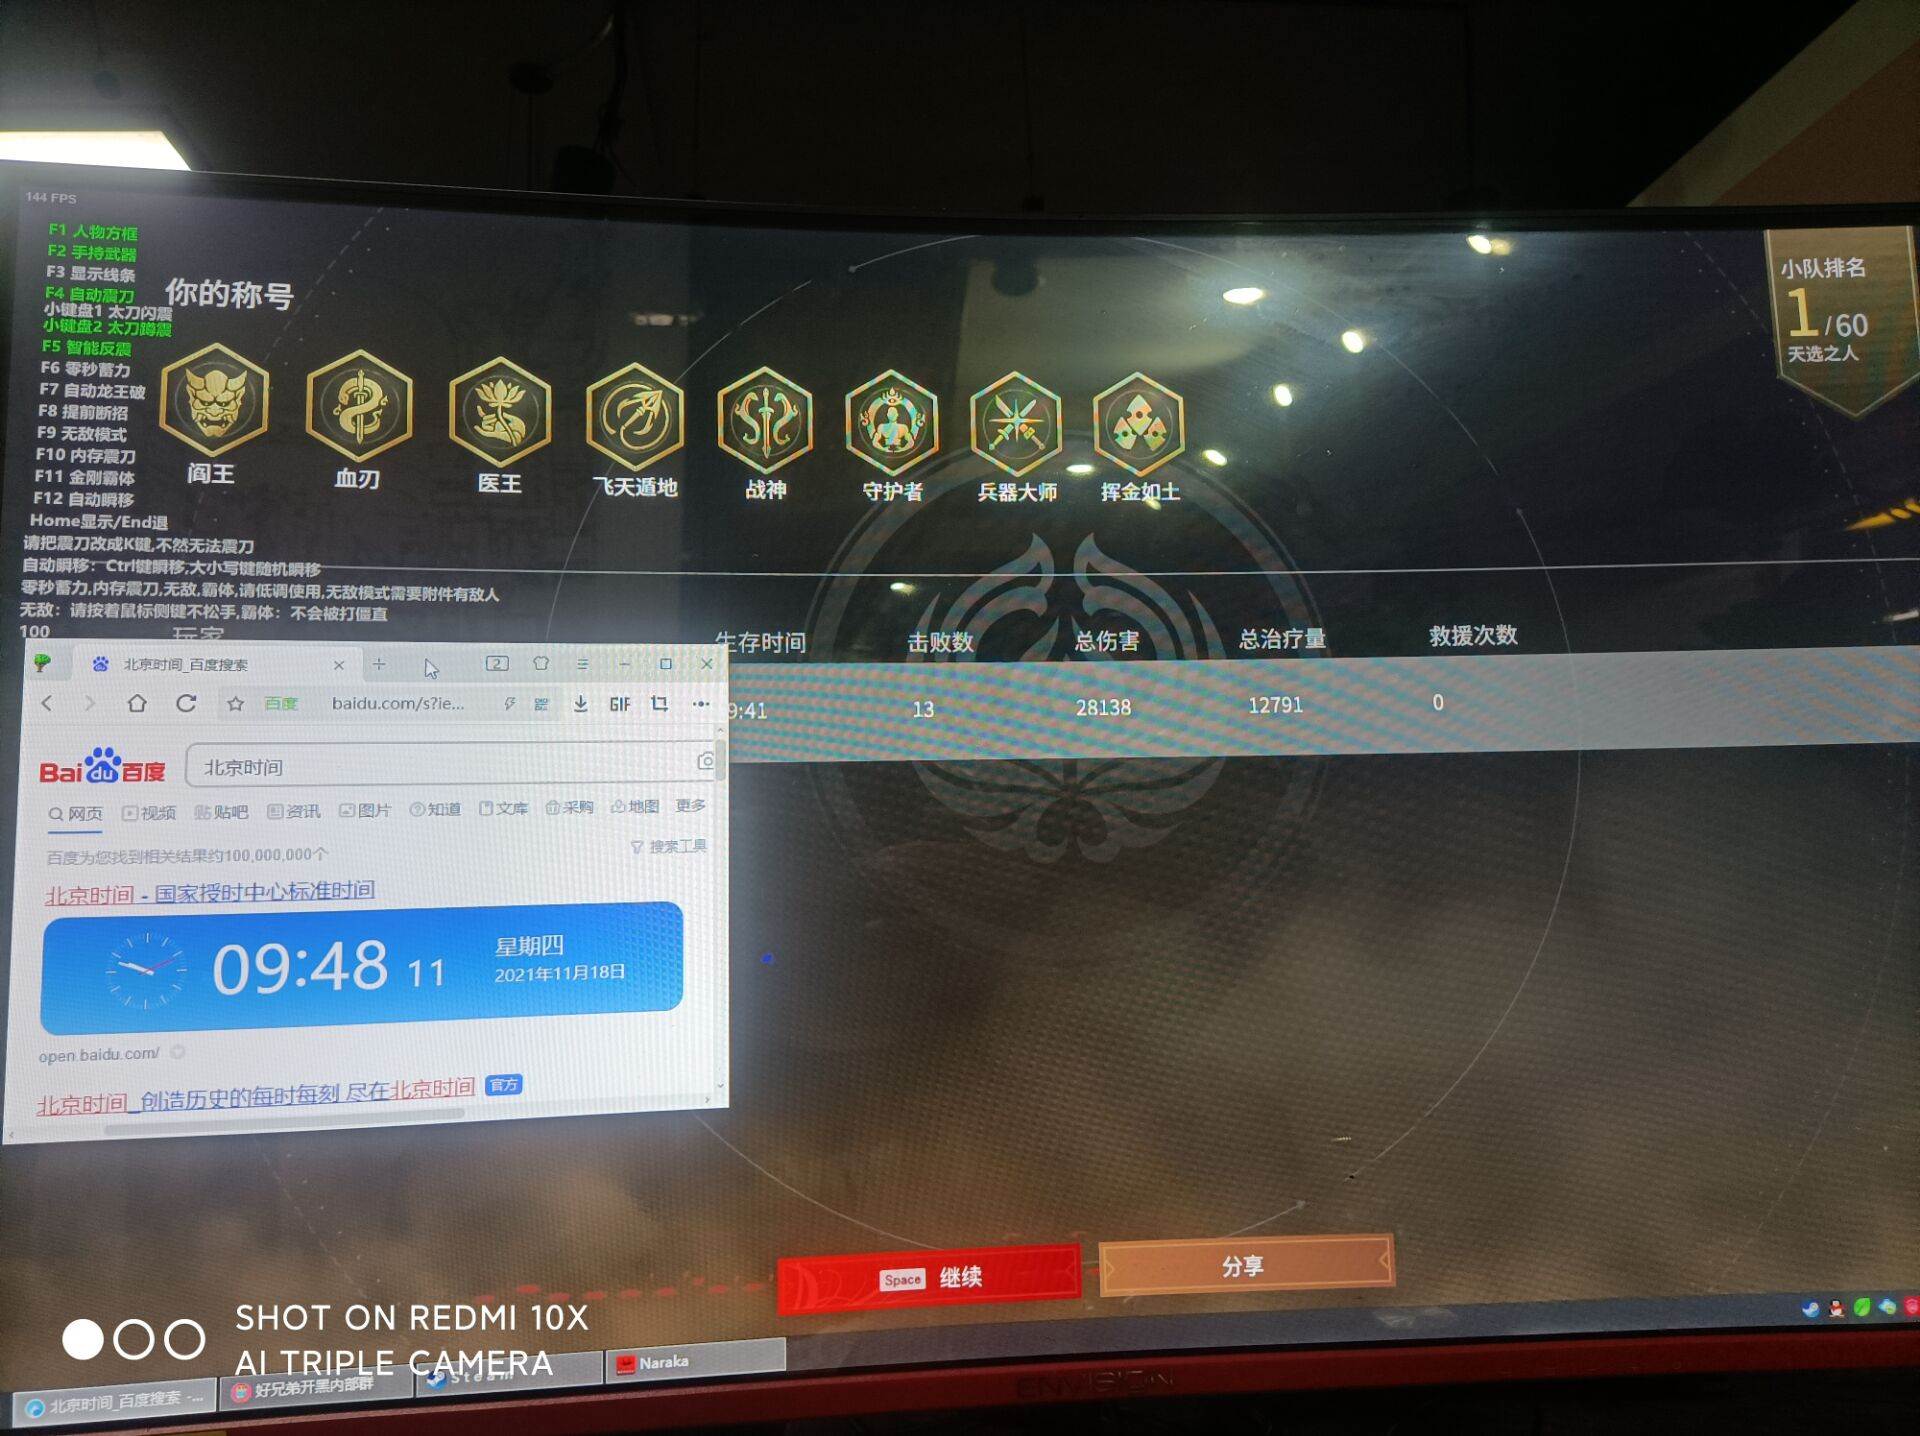 144 FPS
F1 人物方框
F2 手持武器
F3 显示线条
F4 自动震刀
小键盘1 太刀闪震
小键盘2 太刀蹲震
F5 智能反震
F6 零秒蓄力
F7 自动龙王破
F8 提前断招
F9 无敌模式
F10 内存震刀
F11 金刚霸体
F12 自动瞬移
Home显示/End退
请把震刀改成K键,不然无法震刀
自动瞬移：Ctrl键瞬移,大小写键随机瞬移
零秒蓄力,内存震刀,无敌,霸体,请低调使用,无敌模式需要附件有敌人
无敌：请按着鼠标侧键不松手,霸体：不会被打僵直
100
你的称号
阎王 血刃 医王 飞天遁地 战神 守护者 兵器大师 挥金如土
小队排名
1/60
天选之人
玩家 生存时间 击败数 总伤害 总治疗量 救援次数
9:41 13 28138 12791 0
北京时间_百度搜索
2
百度 baidu.com/s?ie... GIF
Bai du 百度 北京时间
网页 视频 贴吧 资讯 图片 知道 文库 采购 地图 更多
百度为您找到相关结果约100,000,000个 搜索工具
北京时间 - 国家授时中心标准时间
09:48 11
星期四
2021年11月18日
open.baidu.com/
北京时间_创造历史的每时每刻 尽在北京时间 官方
Space 继续
分享
SHOT ON REDMI 10X
AI TRIPLE CAMERA
北京时间_百度搜索 -...
好兄弟开黑内部群
Steam
Naraka
ENVISION